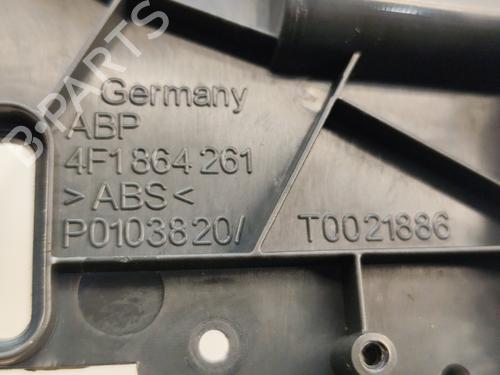 B-PARTS
Germany
ABP
4F1 864 261
> ABS <
P0103820/
T0021886